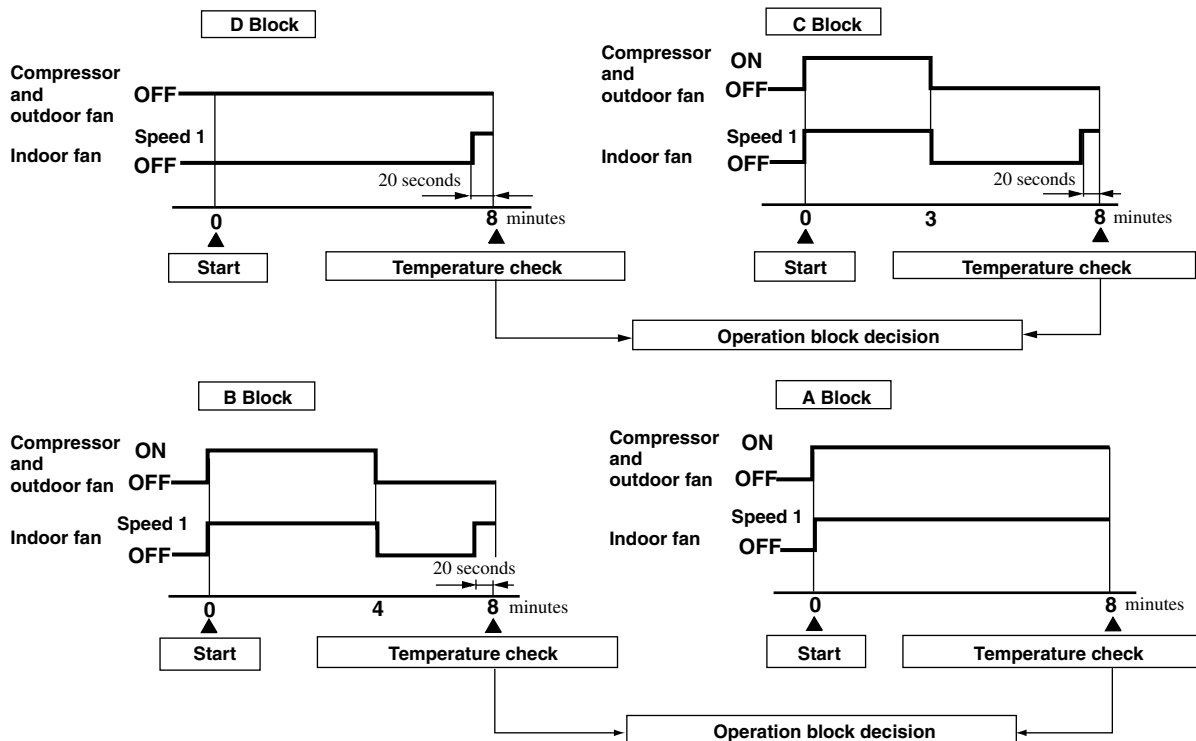 D Block
Compressor
and
outdoor fan
OFF
Speed 1
Indoor fan
OFF
20 seconds
0
8 minutes
Start
Temperature check
C Block
Compressor
and
outdoor fan
ON
OFF
Speed 1
Indoor fan
OFF
20 seconds
0
3
8 minutes
Start
Temperature check
Operation block decision
B Block
Compressor
and
outdoor fan
ON
OFF
Speed 1
Indoor fan
OFF
20 seconds
0
4
8 minutes
Start
Temperature check
A Block
Compressor
and
outdoor fan
ON
OFF
Speed 1
Indoor fan
OFF
0
8 minutes
Start
Temperature check
Operation block decision